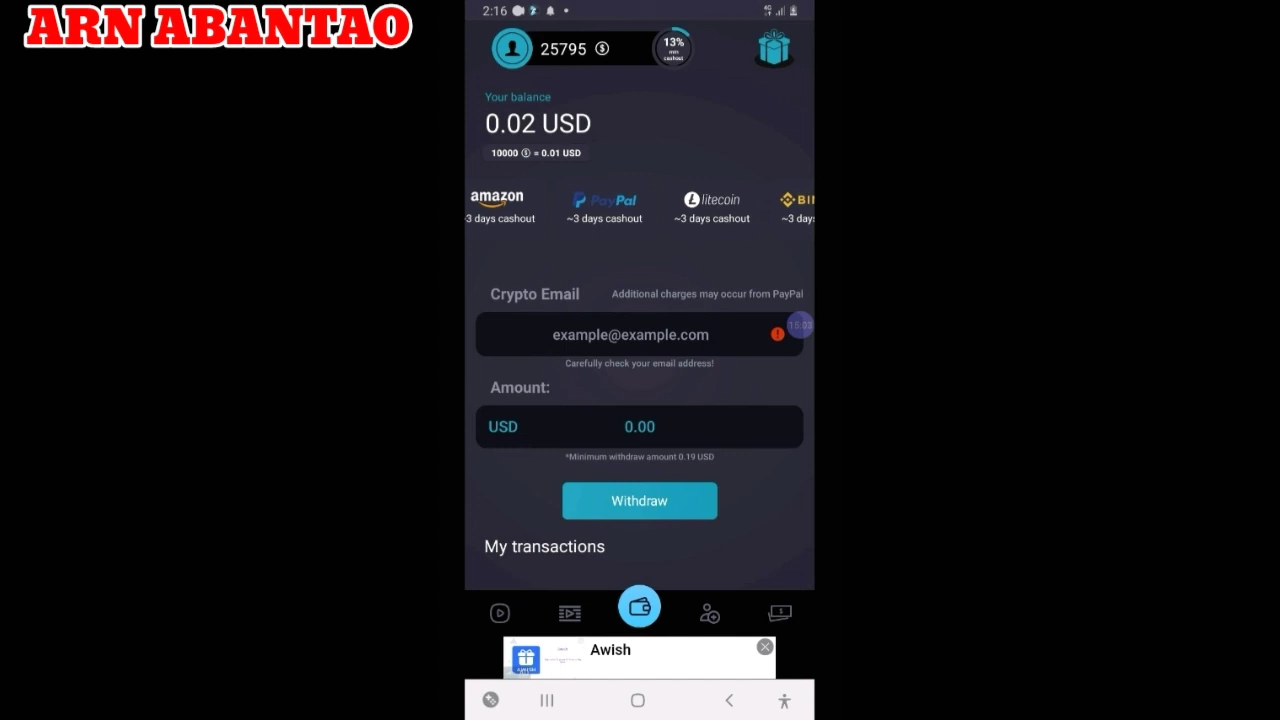 ARN ABANTAO
2:16
25795
13%
min
cashout
Your balance
0.02 USD
10000 = 0.01 USD
amazon PayPal litecoin BIN
3 days cashout ~3 days cashout ~3 days cashout ~3 days
Crypto Email Additional charges may occur from PayPal
example@example.com
15:03
Carefully check your email address!
Amount:
USD 0.00
*Minimum withdraw amount 0.19 USD
Withdraw
My transactions
Awish